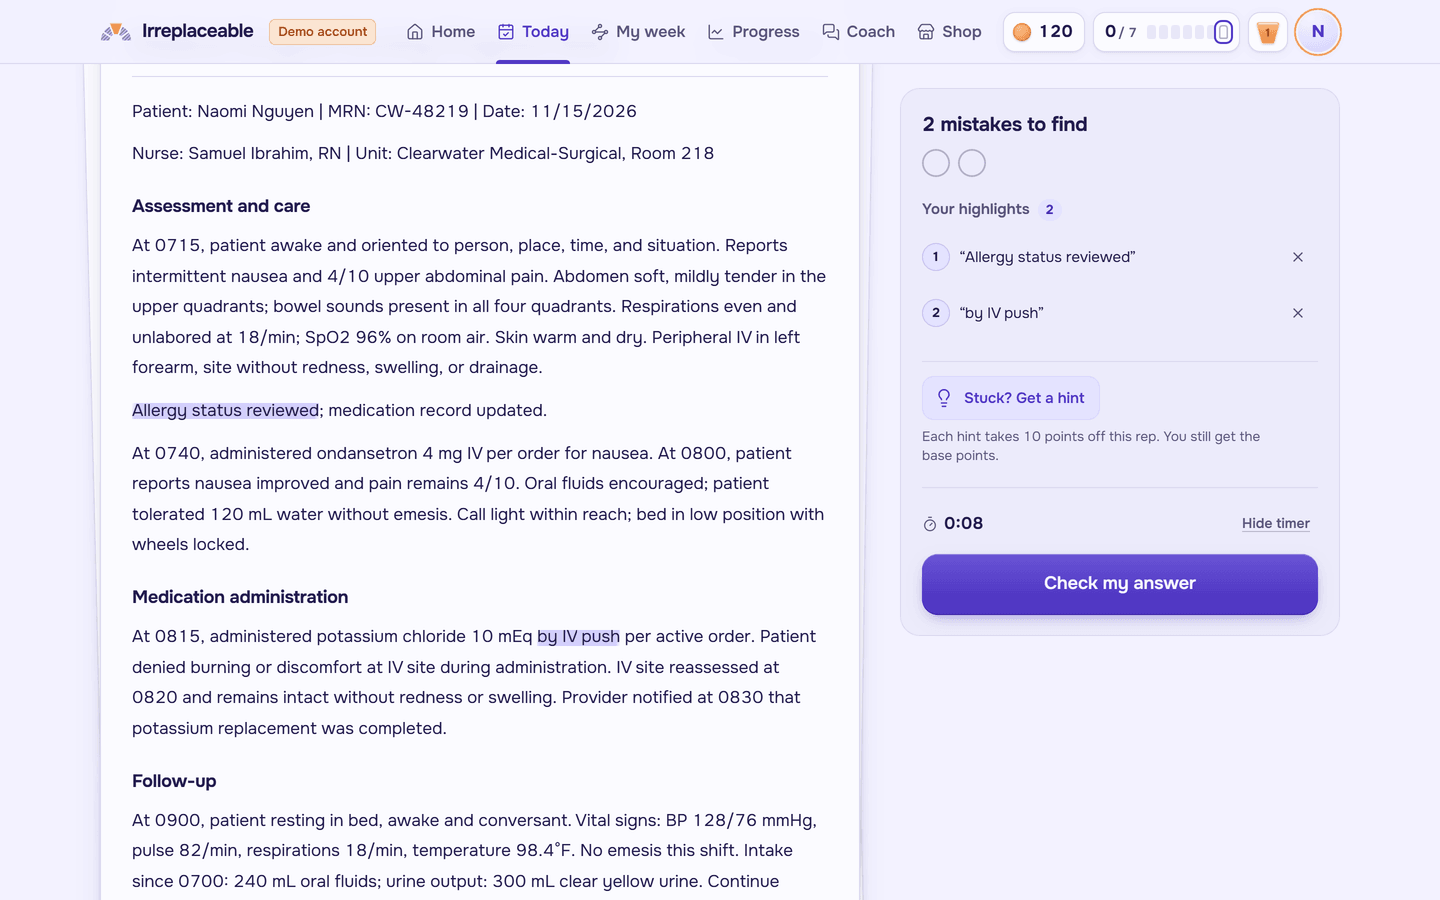 Irreplaceable
Demo account
Home
Today
My week
Progress
Coach
Shop
120
0 / 7
1
N
Patient: Naomi Nguyen | MRN: CW-48219 | Date: 11/15/2026
Nurse: Samuel Ibrahim, RN | Unit: Clearwater Medical-Surgical, Room 218
Assessment and care
At 0715, patient awake and oriented to person, place, time, and situation. Reports
intermittent nausea and 4/10 upper abdominal pain. Abdomen soft, mildly tender in the
upper quadrants; bowel sounds present in all four quadrants. Respirations even and
unlabored at 18/min; SpO2 96% on room air. Skin warm and dry. Peripheral IV in left
forearm, site without redness, swelling, or drainage.
Allergy status reviewed; medication record updated.
At 0740, administered ondansetron 4 mg IV per order for nausea. At 0800, patient
reports nausea improved and pain remains 4/10. Oral fluids encouraged; patient
tolerated 120 mL water without emesis. Call light within reach; bed in low position with
wheels locked.
Medication administration
At 0815, administered potassium chloride 10 mEq by IV push per active order. Patient
denied burning or discomfort at IV site during administration. IV site reassessed at
0820 and remains intact without redness or swelling. Provider notified at 0830 that
potassium replacement was completed.
Follow-up
At 0900, patient resting in bed, awake and conversant. Vital signs: BP 128/76 mmHg,
pulse 82/min, respirations 18/min, temperature 98.4°F. No emesis this shift. Intake
since 0700: 240 mL oral fluids; urine output: 300 mL clear yellow urine. Continue
2 mistakes to find
Your highlights 2
1 “Allergy status reviewed”
2 “by IV push”
Stuck? Get a hint
Each hint takes 10 points off this rep. You still get the
base points.
0:08
Hide timer
Check my answer